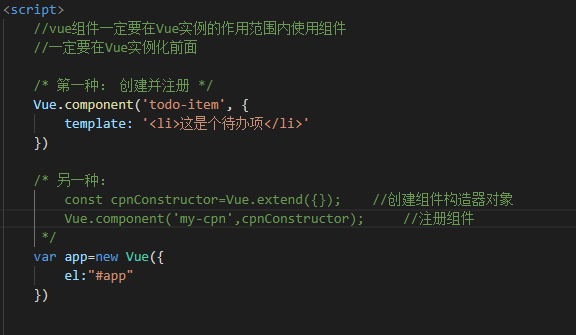 <script>
//vue组件一定要在Vue实例的作用范围内使用组件
//一定要在Vue实例化前面
/* 第一种： 创建并注册 */
Vue.component('todo-item', {
template: '<li>这是个待办项</li>'
})
/* 另一种：
const cpnConstructor=Vue.extend({}); //创建组件构造器对象
Vue.component('my-cpn',cpnConstructor); //注册组件
*/
var app=new Vue({
el:"#app"
})